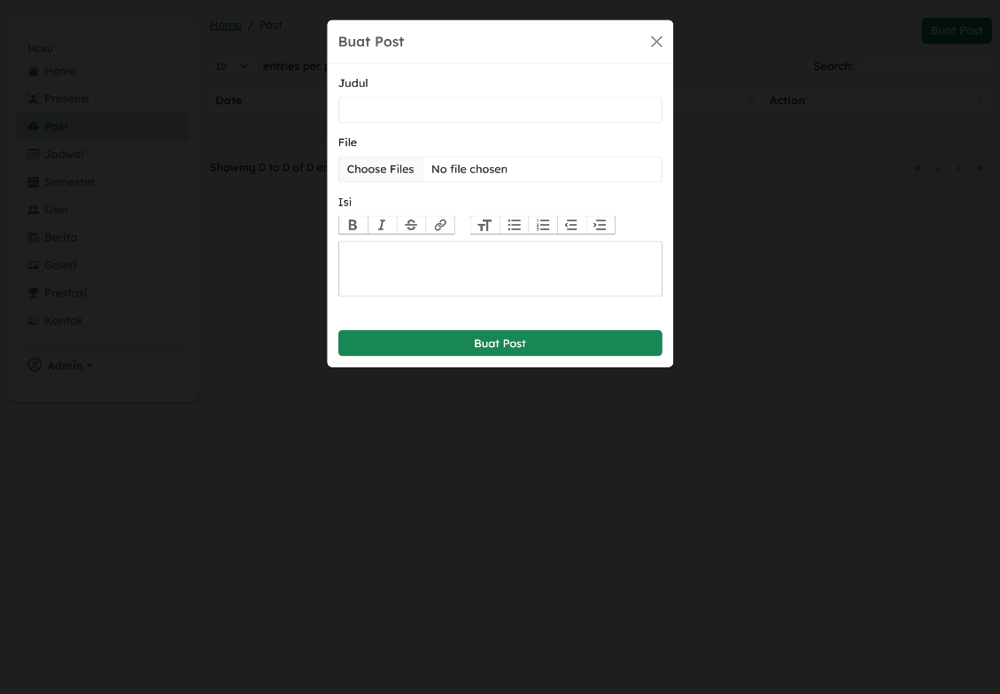 Home / Post
Buat Post
MENU
Home
Presensi
Post
Jadwal
Semester
User
Berita
Galeri
Prestasi
Kontak
Admin
10 entries per
Search:
Date
Action
Showing 0 to 0 of 0
« ‹ › »
Buat Post
Judul
File
Choose Files No file chosen
Isi
Buat Post